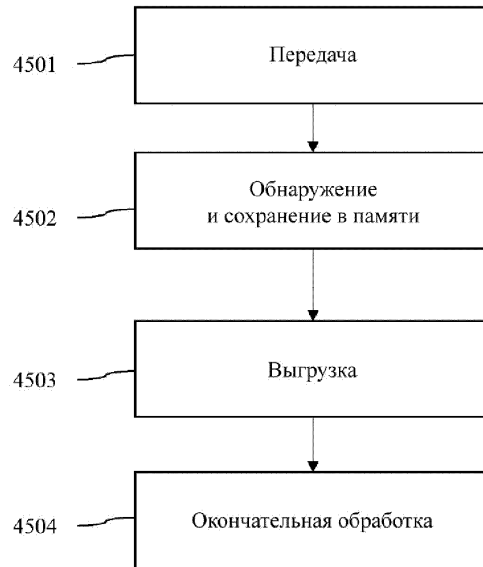 4501
Передача
4502
Обнаружение
и сохранение в памяти
4503
Выгрузка
4504
Окончательная обработка